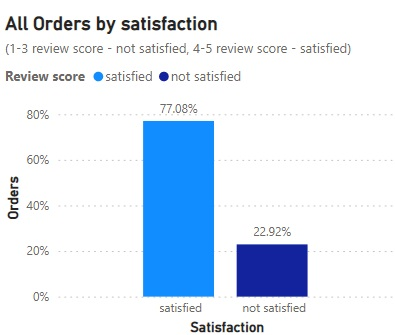 All Orders by satisfaction
(1-3 review score - not satisfied, 4-5 review score - satisfied)
Review score satisfied not satisfied
77.08%
80%
60%
40%
22.92%
20%
0%
Orders
satisfied not satisfied
Satisfaction